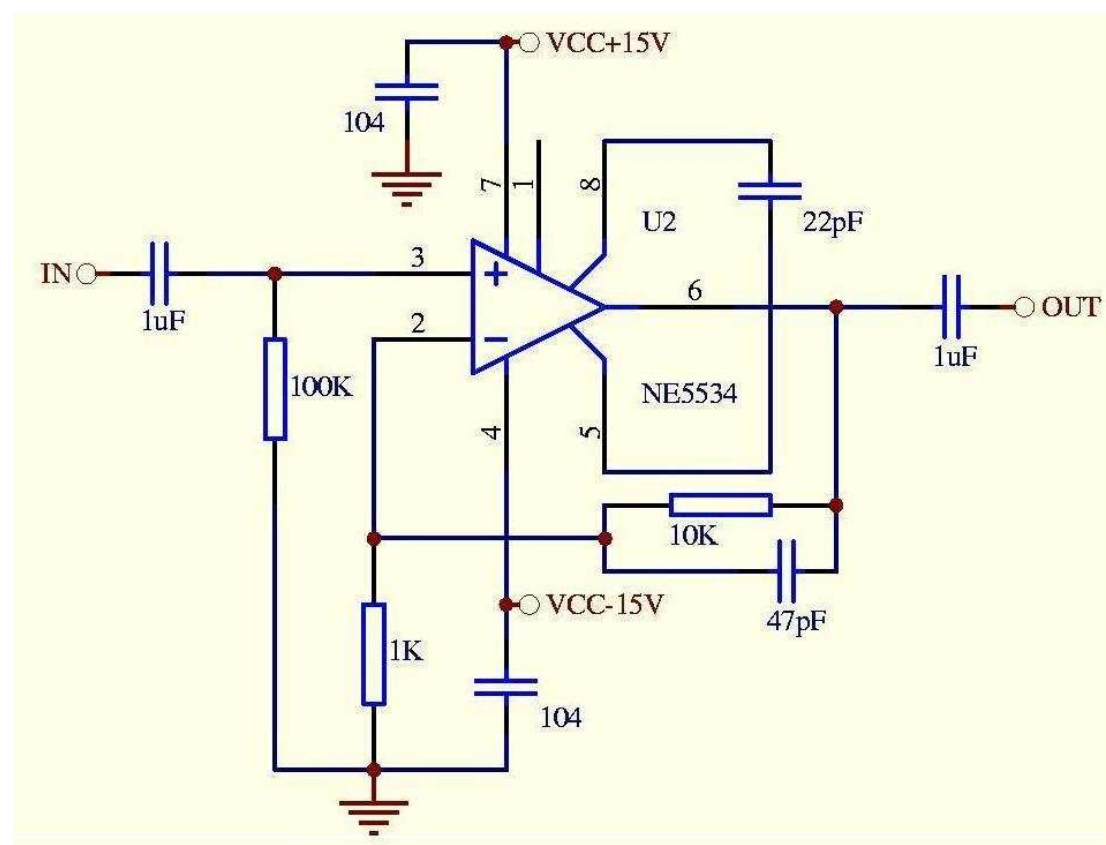 VCC+15V
104
7
1
8
U2
22pF
IN
3
6
OUT
1uF
2
1uF
100K
NE5534
4
5
10K
VCC-15V
47pF
1K
104